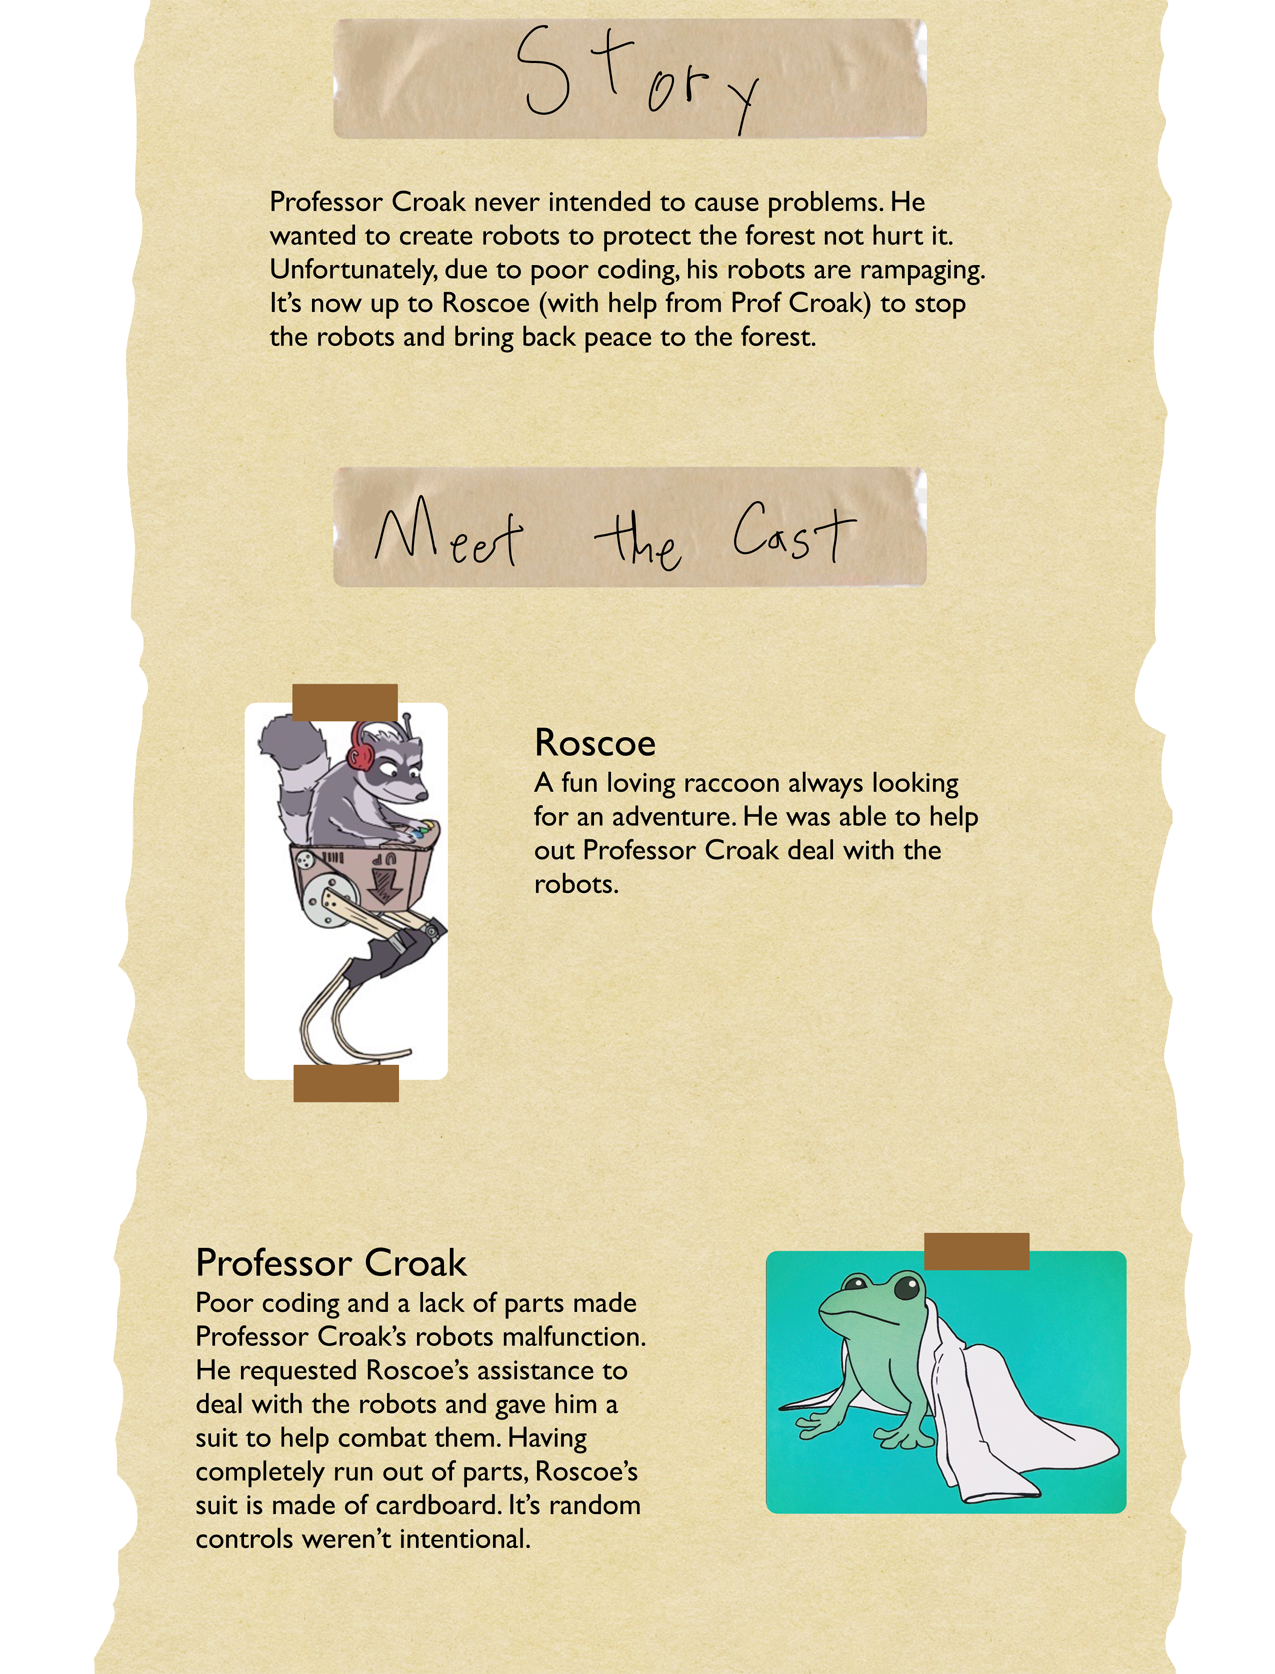 Story
Professor Croak never intended to cause problems. He
wanted to create robots to protect the forest not hurt it.
Unfortunately, due to poor coding, his robots are rampaging.
It's now up to Roscoe (with help from Prof Croak) to stop
the robots and bring back peace to the forest.
Meet the Cast
Roscoe
A fun loving raccoon always looking
for an adventure. He was able to help
out Professor Croak deal with the
robots.
UP
Professor Croak
Poor coding and a lack of parts made
Professor Croak's robots malfunction.
He requested Roscoe's assistance to
deal with the robots and gave him a
suit to help combat them. Having
completely run out of parts, Roscoe's
suit is made of cardboard. It's random
controls weren't intentional.